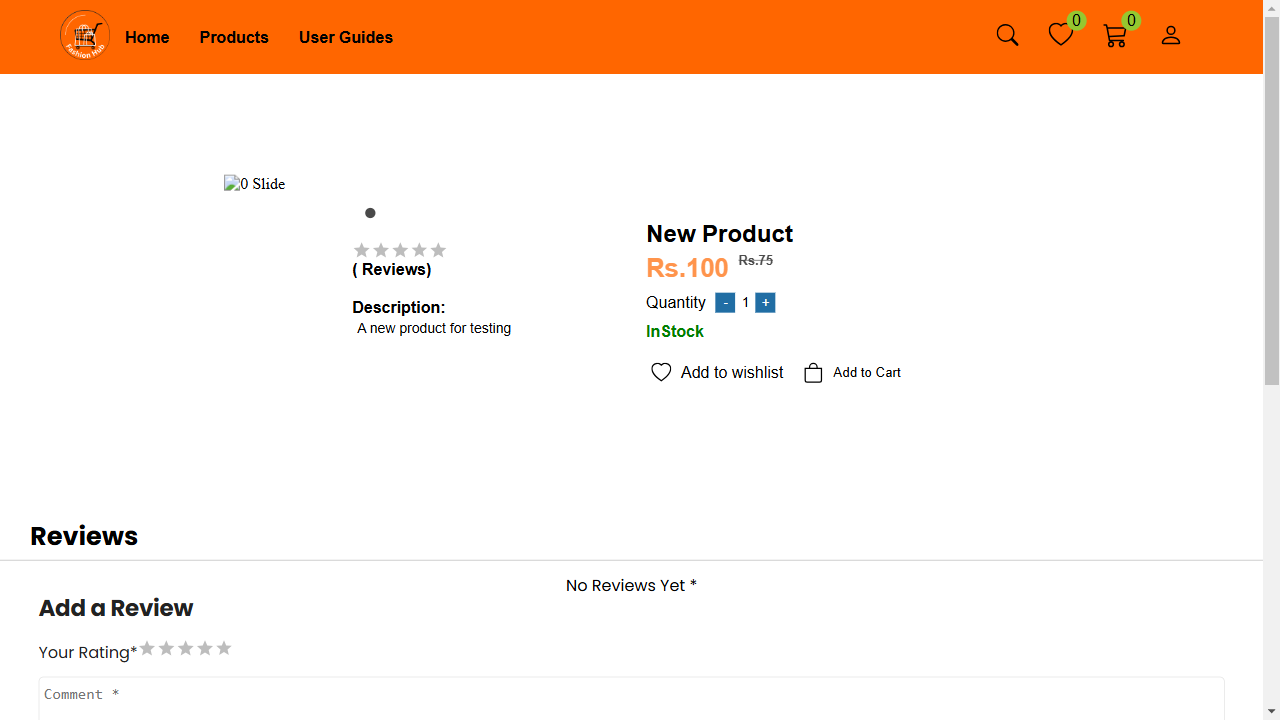 Fashion Hub
Home Products User Guides 0 0
0 Slide
( Reviews)
Description:
A new product for testing
New Product
Rs.100 Rs.75
Quantity - 1 +
InStock
Add to wishlist Add to Cart
Reviews
No Reviews Yet *
Add a Review
Your Rating*
Comment *